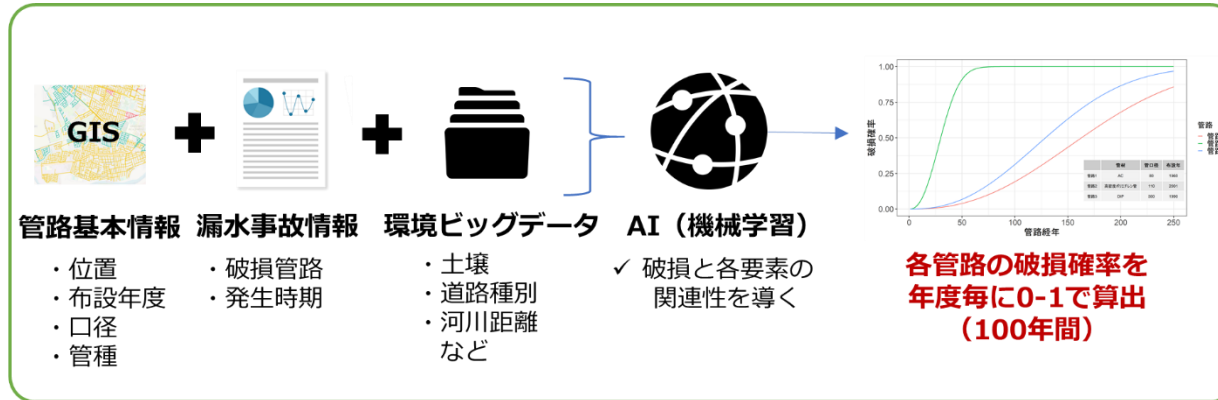 GIS
管路基本情報
・位置
・布設年度
・口径
・管種
漏水事故情報
・破損管路
・発生時期
環境ビッグデータ
・土壌
・道路種別
・河川距離
など
AI（機械学習）
✓ 破損と各要素の
関連性を導く
1.00
0.75
0.50
0.25
0.00
破損確率
0
50
100
150
200
250
管路経年
管路
各管路の破損確率を
年度毎に0-1で算出
（100年間）